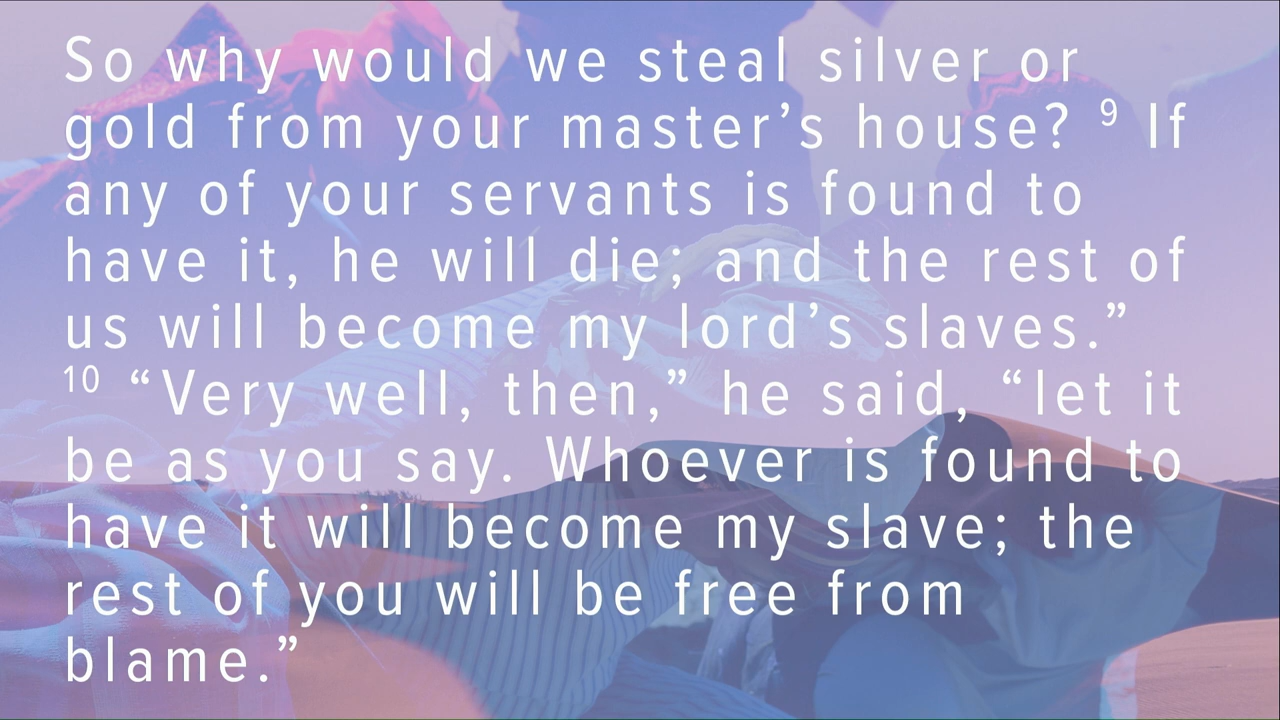 So why would we steal silver or
gold from your master’s house? ⁹ If
any of your servants is found to
have it, he will die; and the rest of
us will become my lord’s slaves.”
¹⁰ “Very well, then,” he said, “let it
be as you say. Whoever is found to
have it will become my slave; the
rest of you will be free from
blame.”